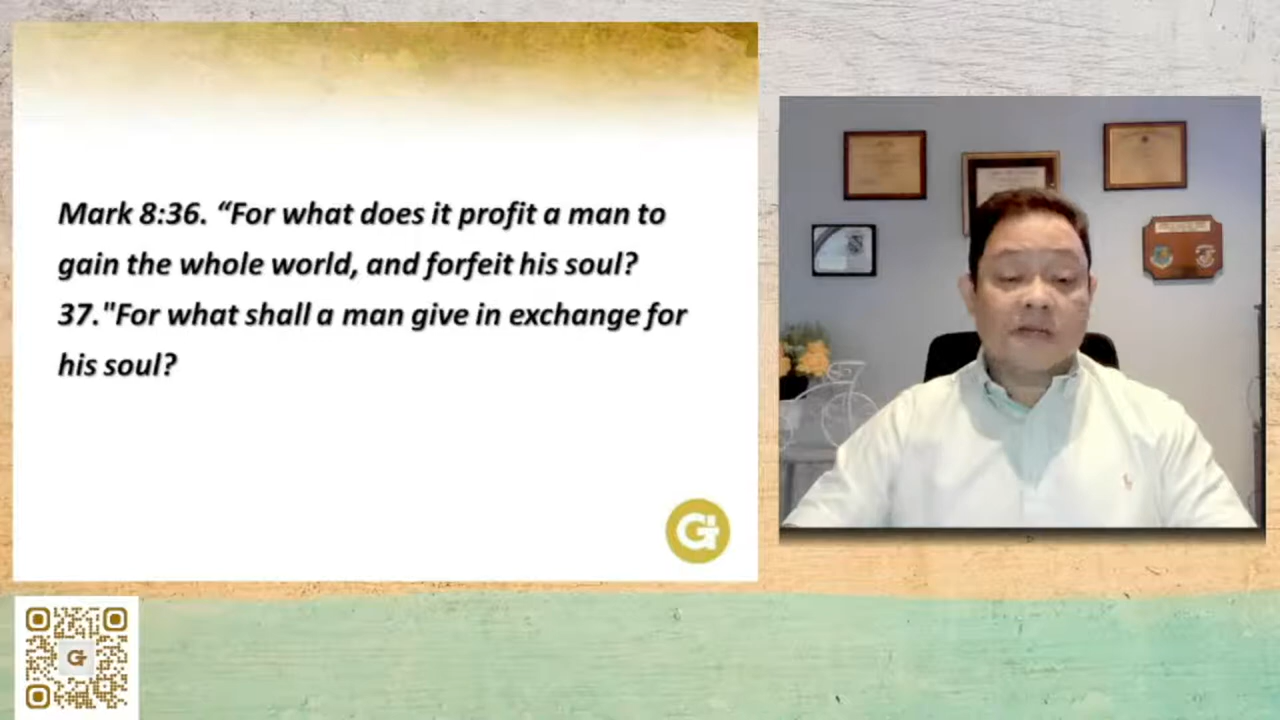 Mark 8:36. “For what does it profit a man to
gain the whole world, and forfeit his soul?
37."For what shall a man give in exchange for
his soul?